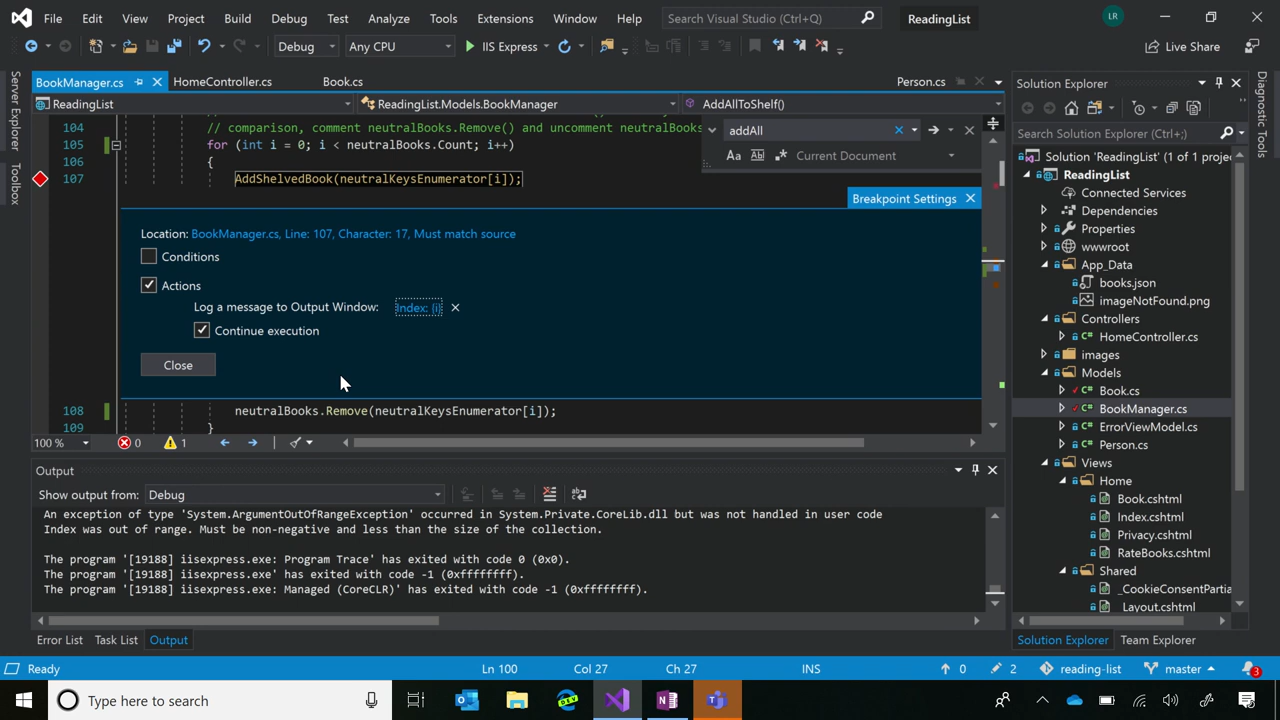 File Edit View Project Build Debug Test Analyze Tools Extensions Window Help Search Visual Studio (Ctrl+Q) ReadingList LR
Debug Any CPU IIS Express Live Share
BookManager.cs HomeController.cs Book.cs Person.cs
ReadingList ReadingList.Models.BookManager AddAllToShelf()
104 // comparison, comment neutralBooks.Remove() and uncomment neutralBooks
105 for (int i = 0; i < neutralBooks.Count; i++)
106 {
107 AddShelvedBook(neutralKeysEnumerator[i]);
addAll
Aa Current Document
Breakpoint Settings
Location: BookManager.cs, Line: 107, Character: 17, Must match source
Conditions
Actions
Log a message to Output Window: Index: {i}
Continue execution
Close
108 neutralBooks.Remove(neutralKeysEnumerator[i]);
109 }
100 % 0 1
Output
Show output from: Debug
An exception of type 'System.ArgumentOutOfRangeException' occurred in System.Private.CoreLib.dll but was not handled in user code
Index was out of range. Must be non-negative and less than the size of the collection.
The program '[19188] iisexpress.exe: Program Trace' has exited with code 0 (0x0).
The program '[19188] iisexpress.exe' has exited with code -1 (0xffffffff).
The program '[19188] iisexpress.exe: Managed (CoreCLR)' has exited with code -1 (0xffffffff).
Error List Task List Output
Server Explorer
Toolbox
Solution Explorer
Search Solution Explorer (Ctrl+;)
Solution 'ReadingList' (1 of 1 projec
ReadingList
Connected Services
Dependencies
Properties
wwwroot
App_Data
books.json
imageNotFound.png
Controllers
HomeController.cs
images
Models
Book.cs
BookManager.cs
ErrorViewModel.cs
Person.cs
Views
Home
Book.cshtml
Index.cshtml
Privacy.cshtml
RateBooks.cshtml
Shared
_CookieConsentPartia
_Layout.cshtml
Solution Explorer Team Explorer
Diagnostic Tools
Ready Ln 100 Col 27 Ch 27 INS 0 2 reading-list master 3
Type here to search